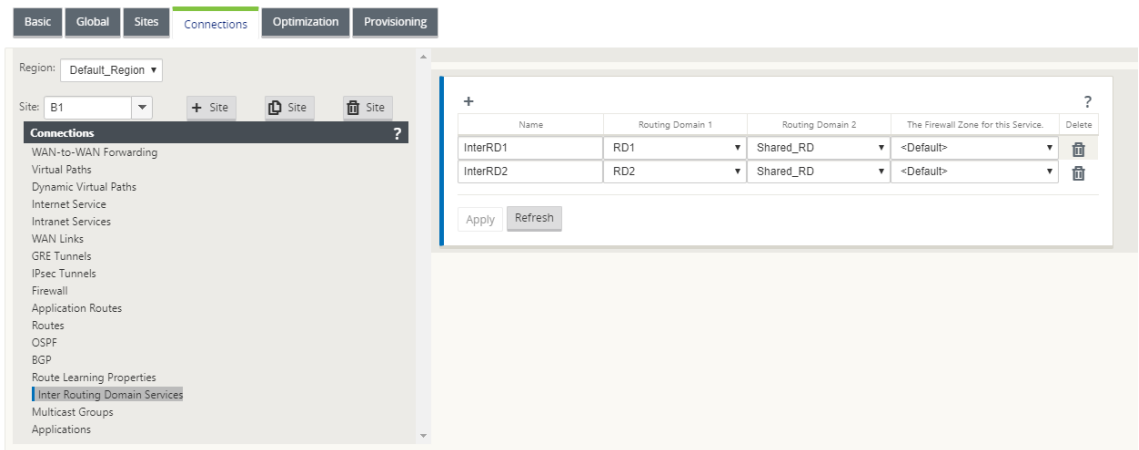 Basic Global Sites Connections Optimization Provisioning
Region: Default_Region
Site: B1 + Site Site Site
Connections ?
WAN-to-WAN Forwarding
Virtual Paths
Dynamic Virtual Paths
Internet Service
Intranet Services
WAN Links
GRE Tunnels
IPsec Tunnels
Firewall
Application Routes
Routes
OSPF
BGP
Route Learning Properties
Inter Routing Domain Services
Multicast Groups
Applications
+ ?
Name Routing Domain 1 Routing Domain 2 The Firewall Zone for this Service. Delete
InterRD1 RD1 Shared_RD <Default>
InterRD2 RD2 Shared_RD <Default>
Apply Refresh